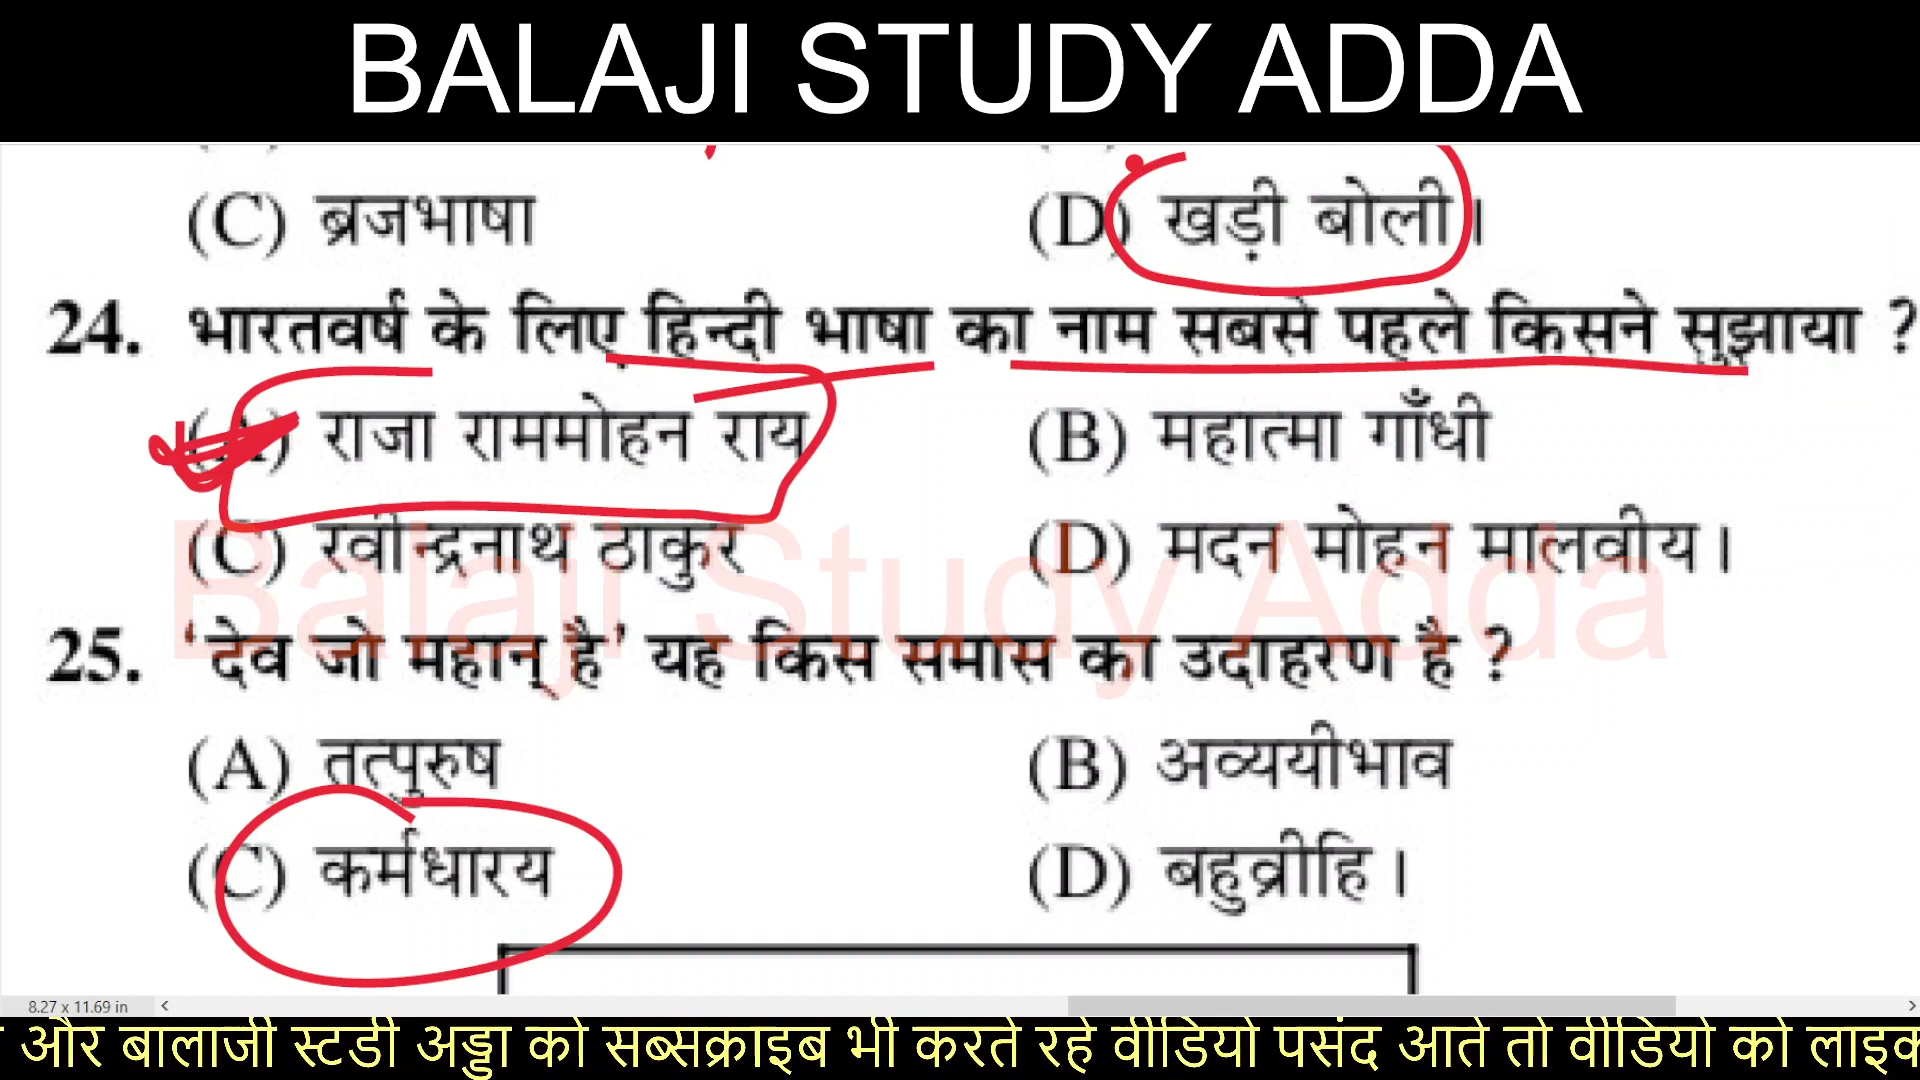 BALAJI STUDY ADDA
(C) ब्रजभाषा (D) खड़ी बोली।
24. भारतवर्ष के लिए हिन्दी भाषा का नाम सबसे पहले किसने सुझाया ?
(A) राजा राममोहन राय (B) महात्मा गाँधी
(C) रवीन्द्रनाथ ठाकुर (D) मदन मोहन मालवीय।
Balaji Study Adda
25. 'देव जो महान् है' यह किस समास का उदाहरण है ?
(A) तत्पुरुष (B) अव्ययीभाव
(C) कर्मधारय (D) बहुव्रीहि।
8.27 x 11.69 in
और बालाजी स्टडी अड्डा को सब्सक्राइब भी करते रहे वीडियो पसंद आते तो वीडियो को लाइक